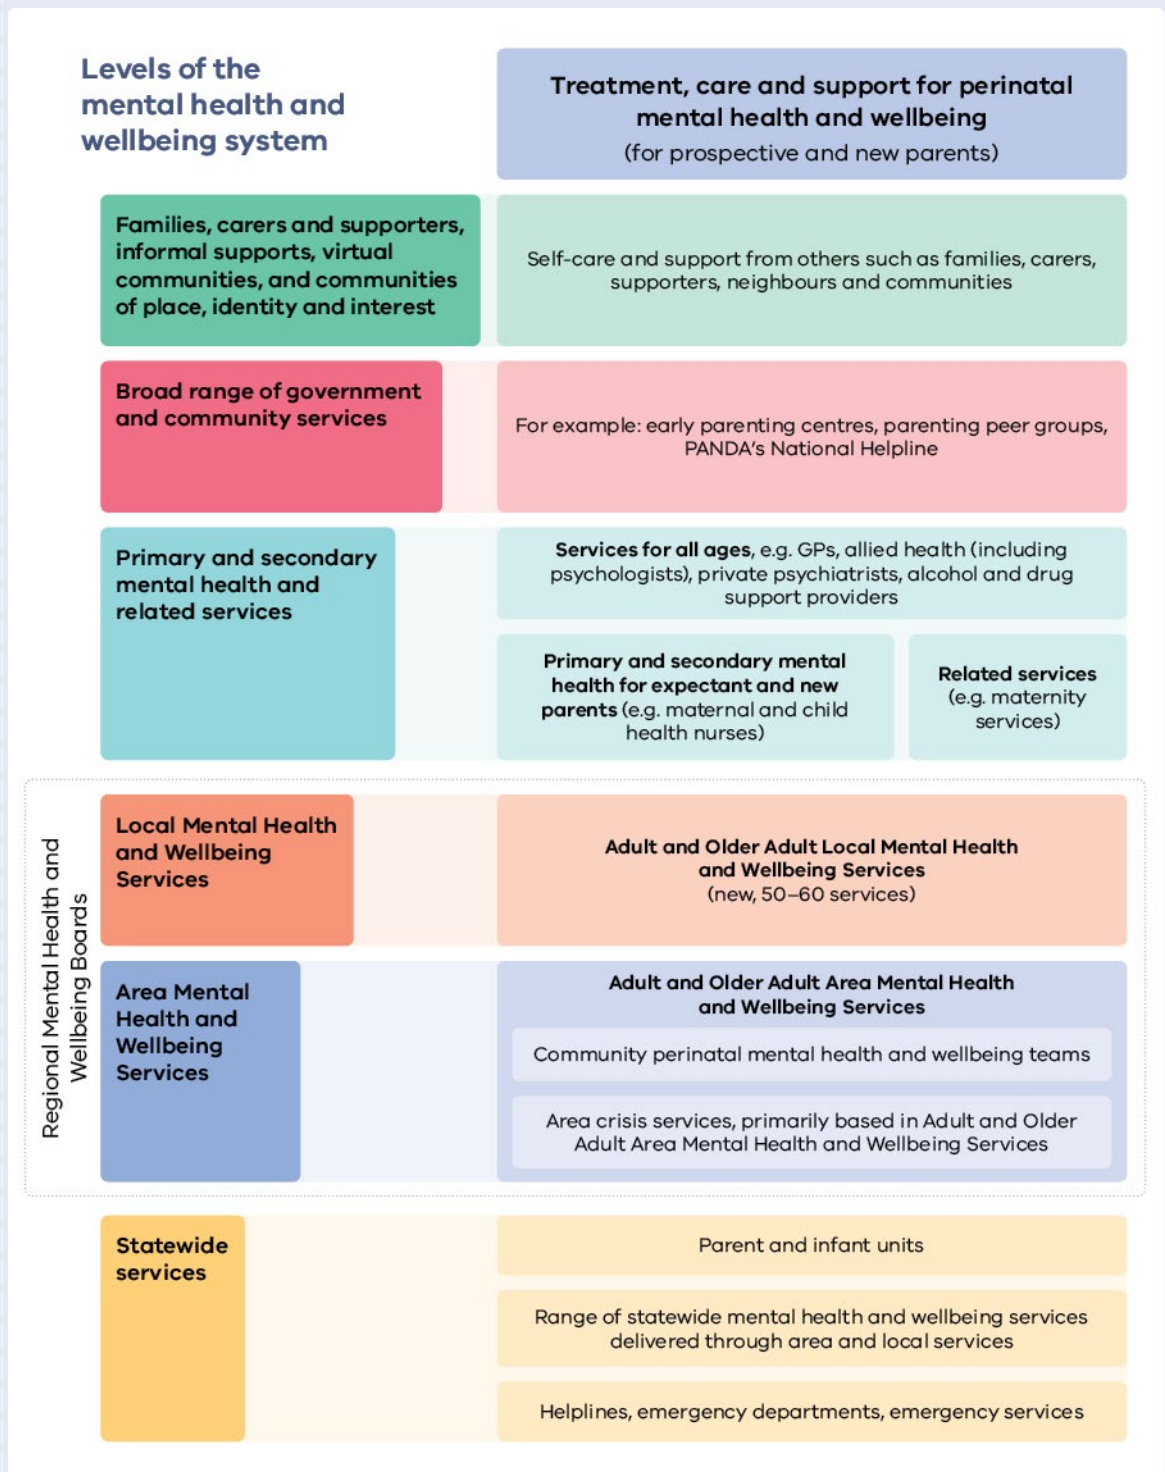 Levels of the
mental health and
wellbeing system
Treatment, care and support for perinatal
mental health and wellbeing
(for prospective and new parents)
Families, carers and supporters,
informal supports, virtual
communities, and communities
of place, identity and interest
Self-care and support from others such as families, carers,
supporters, neighbours and communities
Broad range of government
and community services
For example: early parenting centres, parenting peer groups,
PANDA’s National Helpline
Primary and secondary
mental health and
related services
Services for all ages, e.g. GPs, allied health (including
psychologists), private psychiatrists, alcohol and drug
support providers
Primary and secondary mental
health for expectant and new
parents (e.g. maternal and child
health nurses)
Related services
(e.g. maternity
services)
Regional Mental Health and
Wellbeing Boards
Local Mental Health
and Wellbeing
Services
Adult and Older Adult Local Mental Health
and Wellbeing Services
(new, 50–60 services)
Area Mental
Health and
Wellbeing
Services
Adult and Older Adult Area Mental Health
and Wellbeing Services
Community perinatal mental health and wellbeing teams
Area crisis services, primarily based in Adult and Older
Adult Area Mental Health and Wellbeing Services
Statewide
services
Parent and infant units
Range of statewide mental health and wellbeing services
delivered through area and local services
Helplines, emergency departments, emergency services